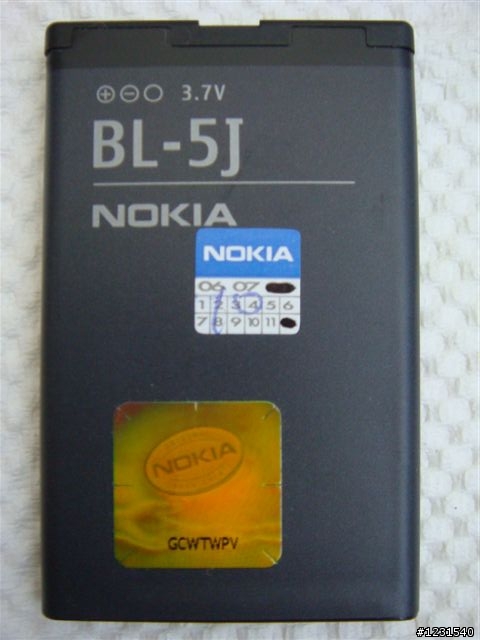 3.7V
BL-5J
NOKIA
NOKIA
06 07
1 2 3 4 5 6
7 8 9 10 11
NOKIA
GCWTWPV
#1231540